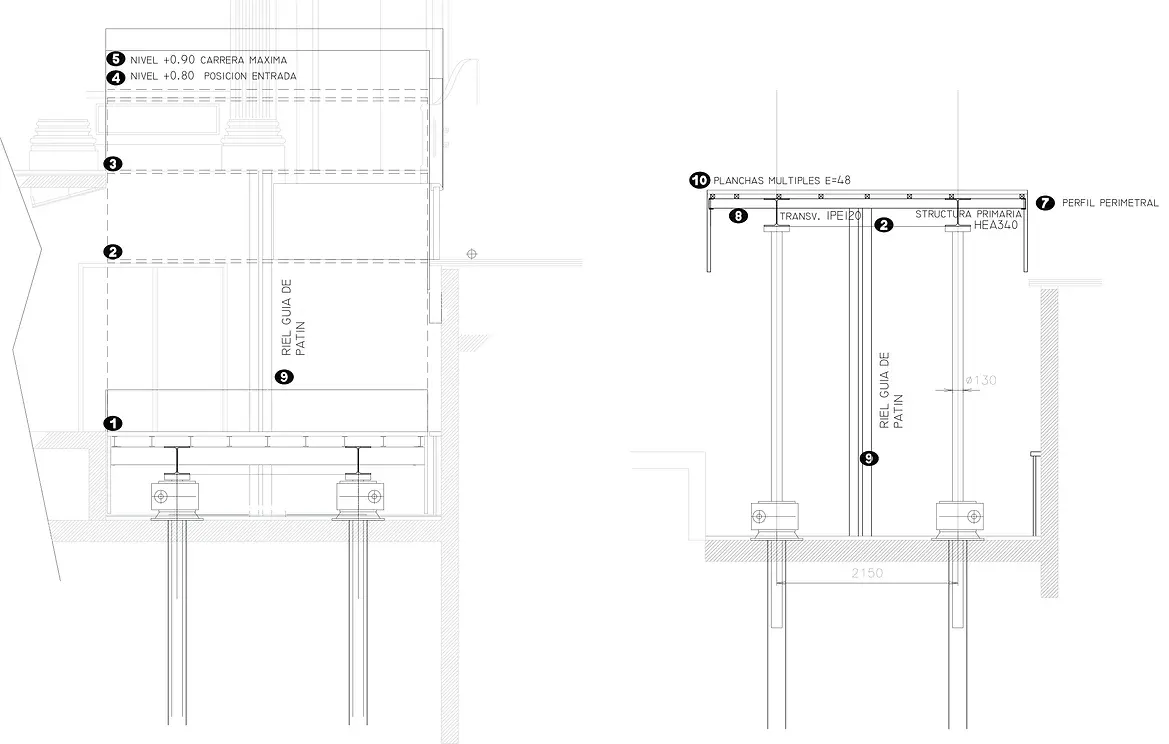 5 NIVEL +0.90 CARRERA MAXIMA
4 NIVEL +0.80 POSICION ENTRADA
3
2
RIEL GUIA DE
PATIN
9
1
10 PLANCHAS MULTIPLES E=48
7 PERFIL PERIMETRAL
8 TRANSV. IPE120
STRUCTURA PRIMARIA
2 HEA340
RIEL GUIA DE
PATIN
Ø130
9
2150